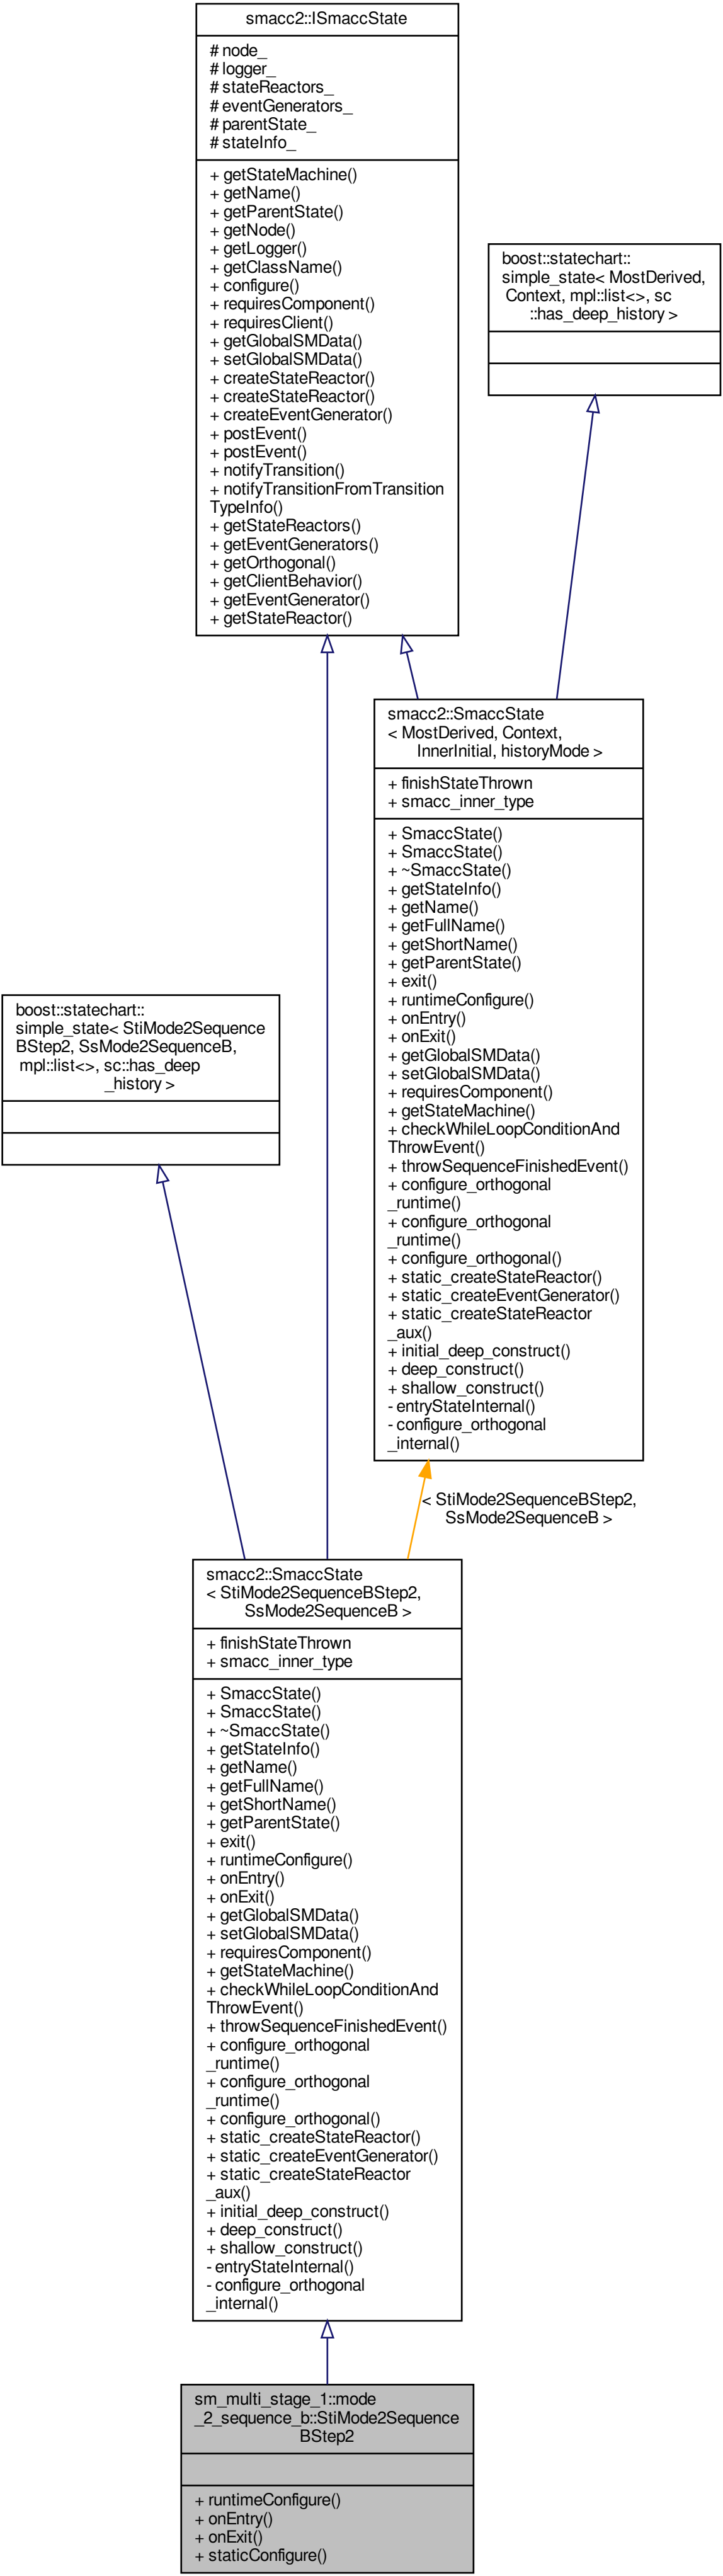 smacc2::ISmaccState
# node_
# logger_
# stateReactors_
# eventGenerators_
# parentState_
# stateInfo_
+ getStateMachine()
+ getName()
+ getParentState()
+ getNode()
+ getLogger()
+ getClassName()
+ configure()
+ requiresComponent()
+ requiresClient()
+ getGlobalSMData()
+ setGlobalSMData()
+ createStateReactor()
+ createStateReactor()
+ createEventGenerator()
+ postEvent()
+ postEvent()
+ notifyTransition()
+ notifyTransitionFromTransition
TypeInfo()
+ getStateReactors()
+ getEventGenerators()
+ getOrthogonal()
+ getClientBehavior()
+ getEventGenerator()
+ getStateReactor()
boost::statechart::
simple_state< MostDerived,
Context, mpl::list<>, sc
::has_deep_history >
smacc2::SmaccState
< MostDerived, Context,
InnerInitial, historyMode >
+ finishStateThrown
+ smacc_inner_type
+ SmaccState()
+ SmaccState()
+ ~SmaccState()
+ getStateInfo()
+ getName()
+ getFullName()
+ getShortName()
+ getParentState()
+ exit()
+ runtimeConfigure()
+ onEntry()
+ onExit()
+ getGlobalSMData()
+ setGlobalSMData()
+ requiresComponent()
+ getStateMachine()
+ checkWhileLoopConditionAnd
ThrowEvent()
+ throwSequenceFinishedEvent()
+ configure_orthogonal
_runtime()
+ configure_orthogonal
_runtime()
+ configure_orthogonal()
+ static_createStateReactor()
+ static_createEventGenerator()
+ static_createStateReactor
_aux()
+ initial_deep_construct()
+ deep_construct()
+ shallow_construct()
- entryStateInternal()
- configure_orthogonal
_internal()
boost::statechart::
simple_state< StiMode2Sequence
BStep2, SsMode2SequenceB,
mpl::list<>, sc::has_deep
_history >
< StiMode2SequenceBStep2,
SsMode2SequenceB >
smacc2::SmaccState
< StiMode2SequenceBStep2,
SsMode2SequenceB >
+ finishStateThrown
+ smacc_inner_type
+ SmaccState()
+ SmaccState()
+ ~SmaccState()
+ getStateInfo()
+ getName()
+ getFullName()
+ getShortName()
+ getParentState()
+ exit()
+ runtimeConfigure()
+ onEntry()
+ onExit()
+ getGlobalSMData()
+ setGlobalSMData()
+ requiresComponent()
+ getStateMachine()
+ checkWhileLoopConditionAnd
ThrowEvent()
+ throwSequenceFinishedEvent()
+ configure_orthogonal
_runtime()
+ configure_orthogonal
_runtime()
+ configure_orthogonal()
+ static_createStateReactor()
+ static_createEventGenerator()
+ static_createStateReactor
_aux()
+ initial_deep_construct()
+ deep_construct()
+ shallow_construct()
- entryStateInternal()
- configure_orthogonal
_internal()
sm_multi_stage_1::mode
_2_sequence_b::StiMode2Sequence
BStep2
+ runtimeConfigure()
+ onEntry()
+ onExit()
+ staticConfigure()